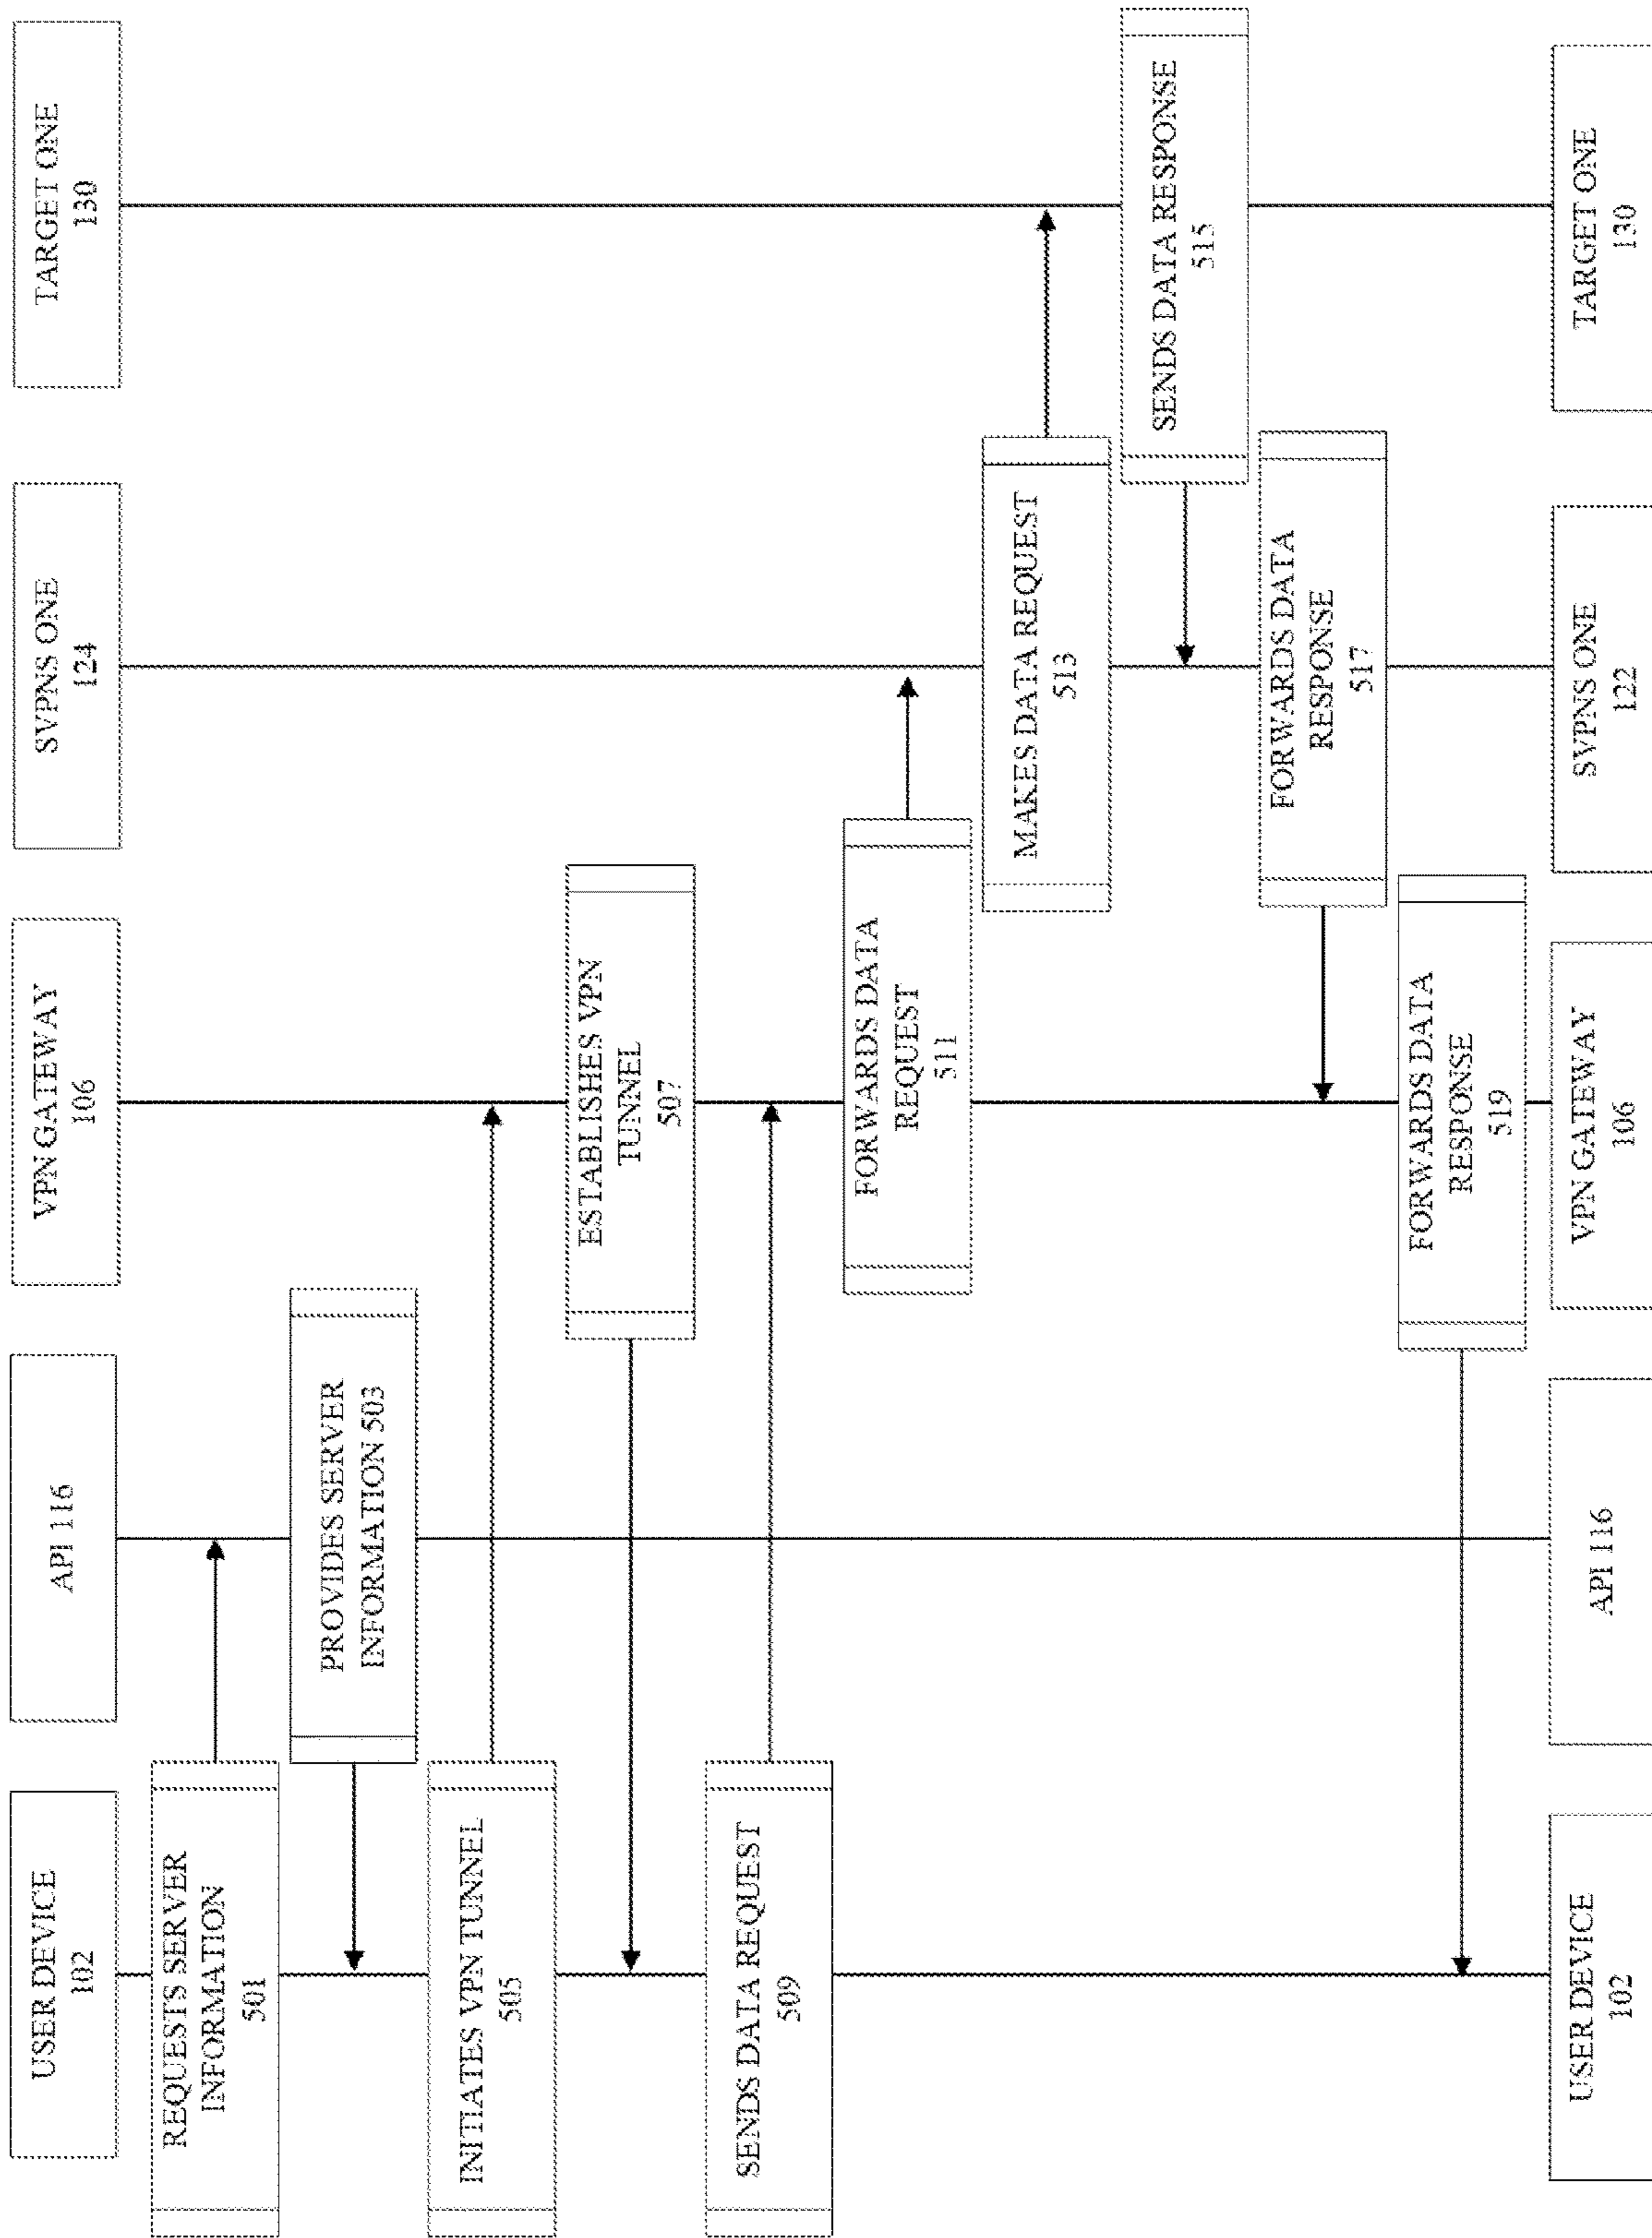 USER DEVICE
102
API 116
VPN GATEWAY
106
SVPNS ONE
124
TARGET ONE
130
REQUESTS SERVER
INFORMATION
501
PROVIDES SERVER
INFORMATION 503
INITIATES VPN TUNNEL
505
ESTABLISHES VPN
TUNNEL
507
SENDS DATA REQUEST
509
FORWARDS DATA
REQUEST
511
MAKES DATA REQUEST
513
SENDS DATA RESPONSE
515
FORWARDS DATA
RESPONSE
517
FORWARDS DATA
RESPONSE
519
USER DEVICE
102
API 116
VPN GATEWAY
106
SVPNS ONE
122
TARGET ONE
130